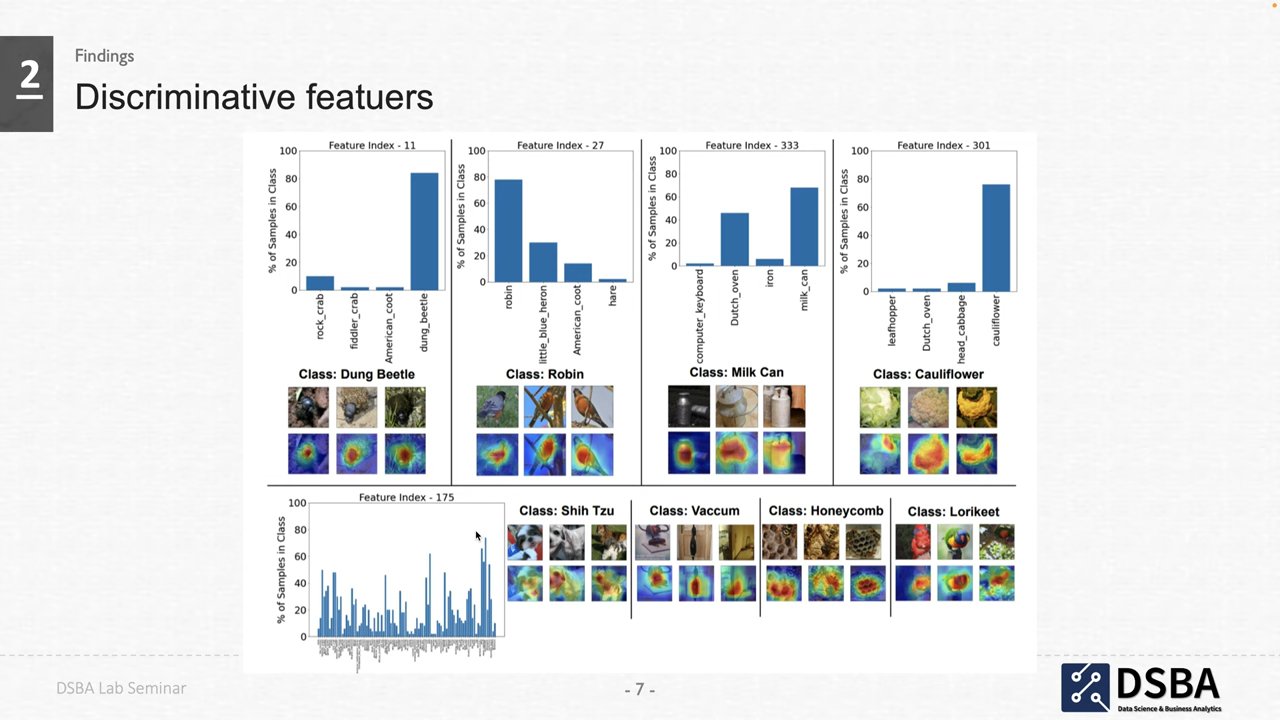 2
Findings
Discriminative featuers
Feature Index - 11
% of Samples in Class
100
80
60
40
20
0
rock_crab
fiddler_crab
American_coot
dung_beetle
Class: Dung Beetle
Feature Index - 27
% of Samples in Class
100
80
60
40
20
0
robin
little_blue_heron
American_coot
hare
Class: Robin
Feature Index - 333
% of Samples in Class
100
80
60
40
20
0
computer_keyboard
Dutch_oven
iron
milk_can
Class: Milk Can
Feature Index - 301
% of Samples in Class
100
80
60
40
20
0
leafhopper
Dutch_oven
head_cabbage
cauliflower
Class: Cauliflower
Feature Index - 175
% of Samples in Class
100
80
60
40
20
0
Class: Shih Tzu
Class: Vaccum
Class: Honeycomb
Class: Lorikeet
DSBA Lab Seminar
- 7 -
DSBA
Data Science & Business Analytics